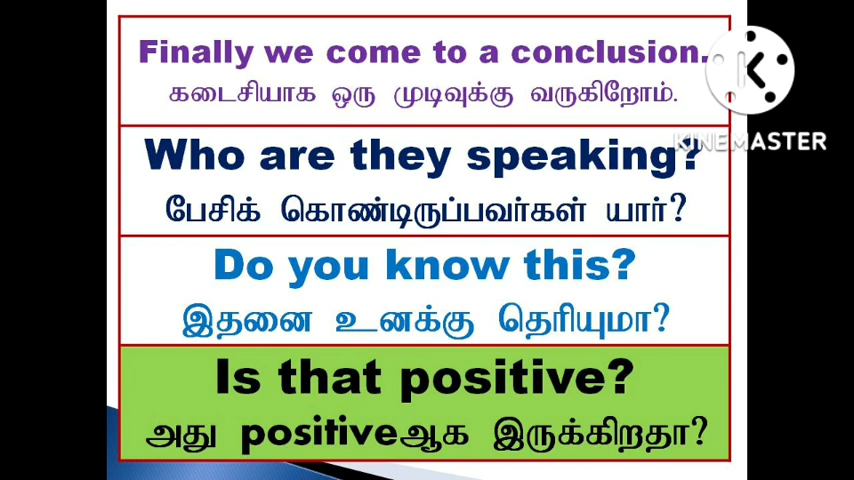 Finally we come to a conclusion.
கடைசியாக ஒரு முடிவுக்கு வருகிறோம்.
KINEMASTER
Who are they speaking?
பேசிக் கொண்டிருப்பவர்கள் யார்?
Do you know this?
இதனை உனக்கு தெரியுமா?
Is that positive?
அது positiveஆக இருக்கிறதா?